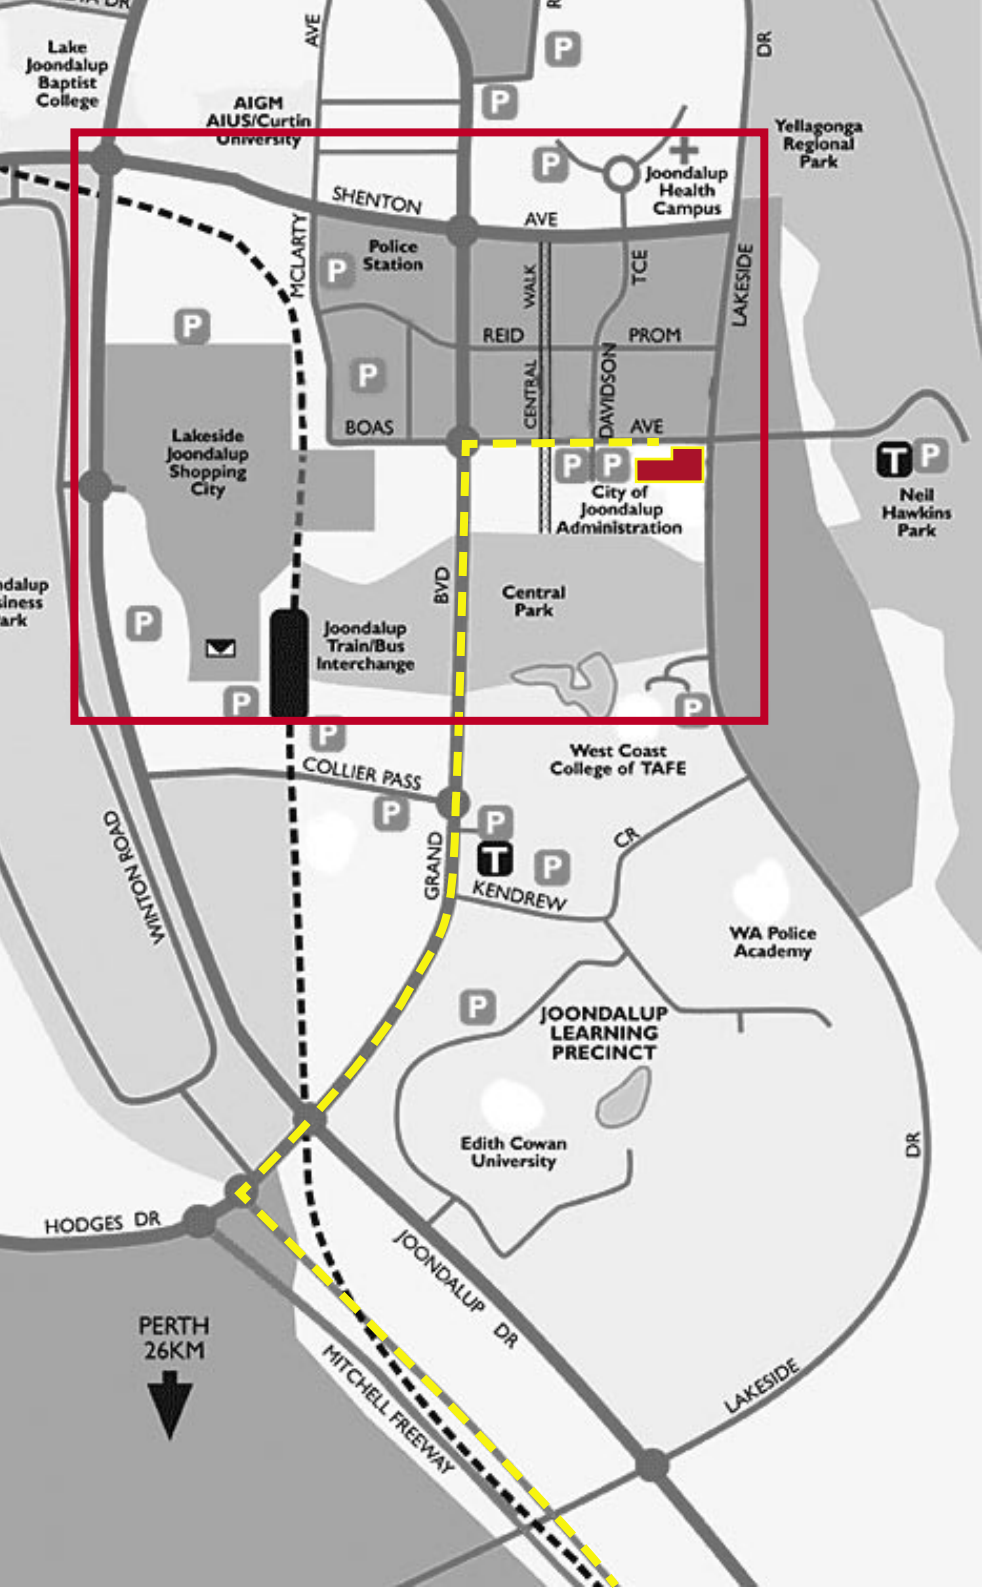 DR
AVE
R
P
DR
Lake
Joondalup
Baptist
College
P
AIGM
AIUS/Curtin
University
Yellagonga
Regional
Park
P
Joondalup
Health
Campus
SHENTON
AVE
MCLARTY
Police
Station
P
WALK
TCE
LAKESIDE
P
REID
PROM
P
CENTRAL
DAVIDSON
BOAS
AVE
Lakeside
Joondalup
Shopping
City
P
P
T
P
City of
Joondalup
Administration
Neil
Hawkins
Park
BVD
Central
Park
ndalup
siness
ark
P
Joondalup
Train/Bus
Interchange
P
P
P
West Coast
College of TAFE
COLLIER PASS
P
P
WINTON ROAD
GRAND
T
P
CR
KENDREW
WA Police
Academy
P
JOONDALUP
LEARNING
PRECINCT
Edith Cowan
University
DR
HODGES DR
JOONDALUP DR
PERTH
26KM
MITCHELL FREEWAY
LAKESIDE